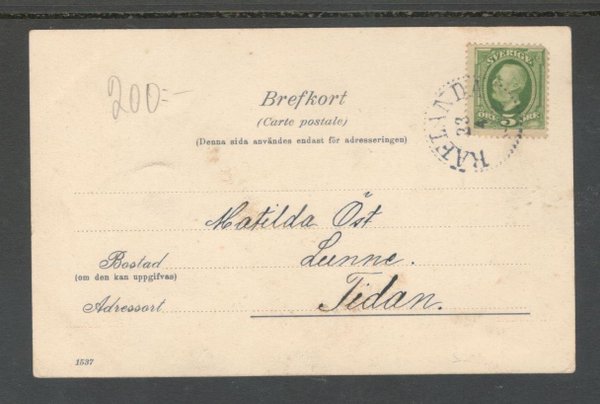 200:-
SVERIGE
5
ÖRE ÖRE
23
Brefkort
(Carte postale)
(Denna sida användes endast för adresseringen)
Matilda Öst
Lunne.
Bostad
(om den kan uppgifvas)
Tidan.
Adressort
1537